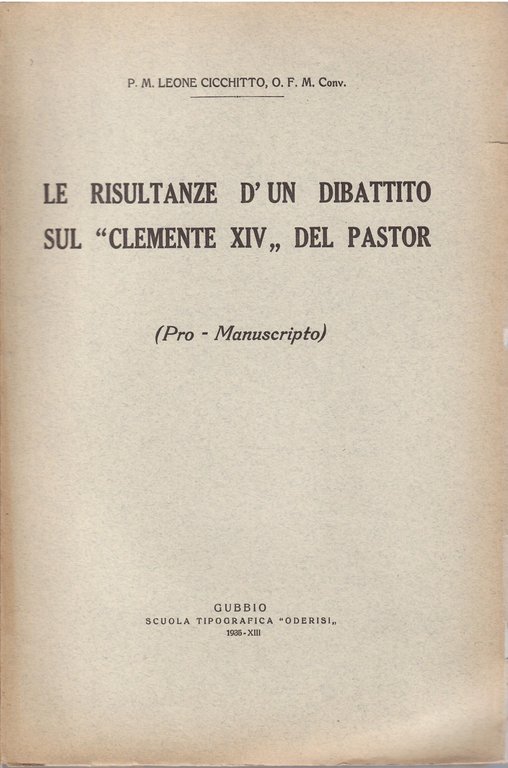 P. M. LEONE CICCHITTO, O. F. M. Conv.
LE RISULTANZE D'UN DIBATTITO
SUL "CLEMENTE XIV„ DEL PASTOR
(Pro - Manuscripto)
GUBBIO
SCUOLA TIPOGRAFICA "ODERISI„
1935-XIII